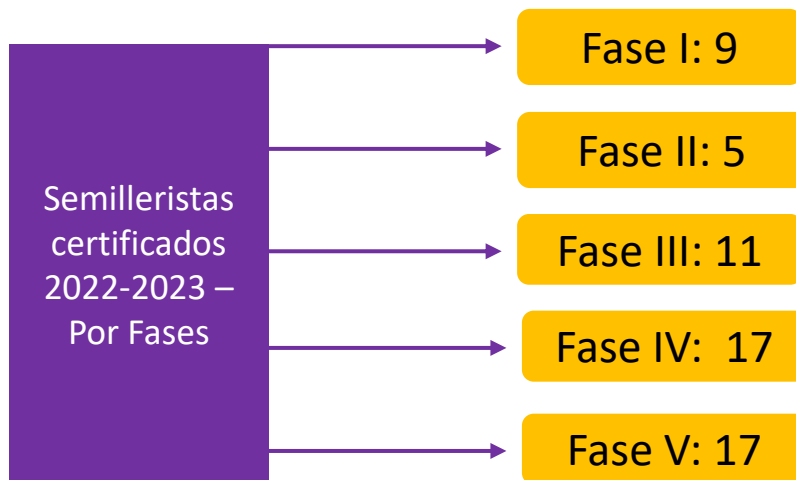 Semilleristas
certificados
2022-2023 –
Por Fases
Fase I: 9
Fase II: 5
Fase III: 11
Fase IV:  17
Fase V: 17